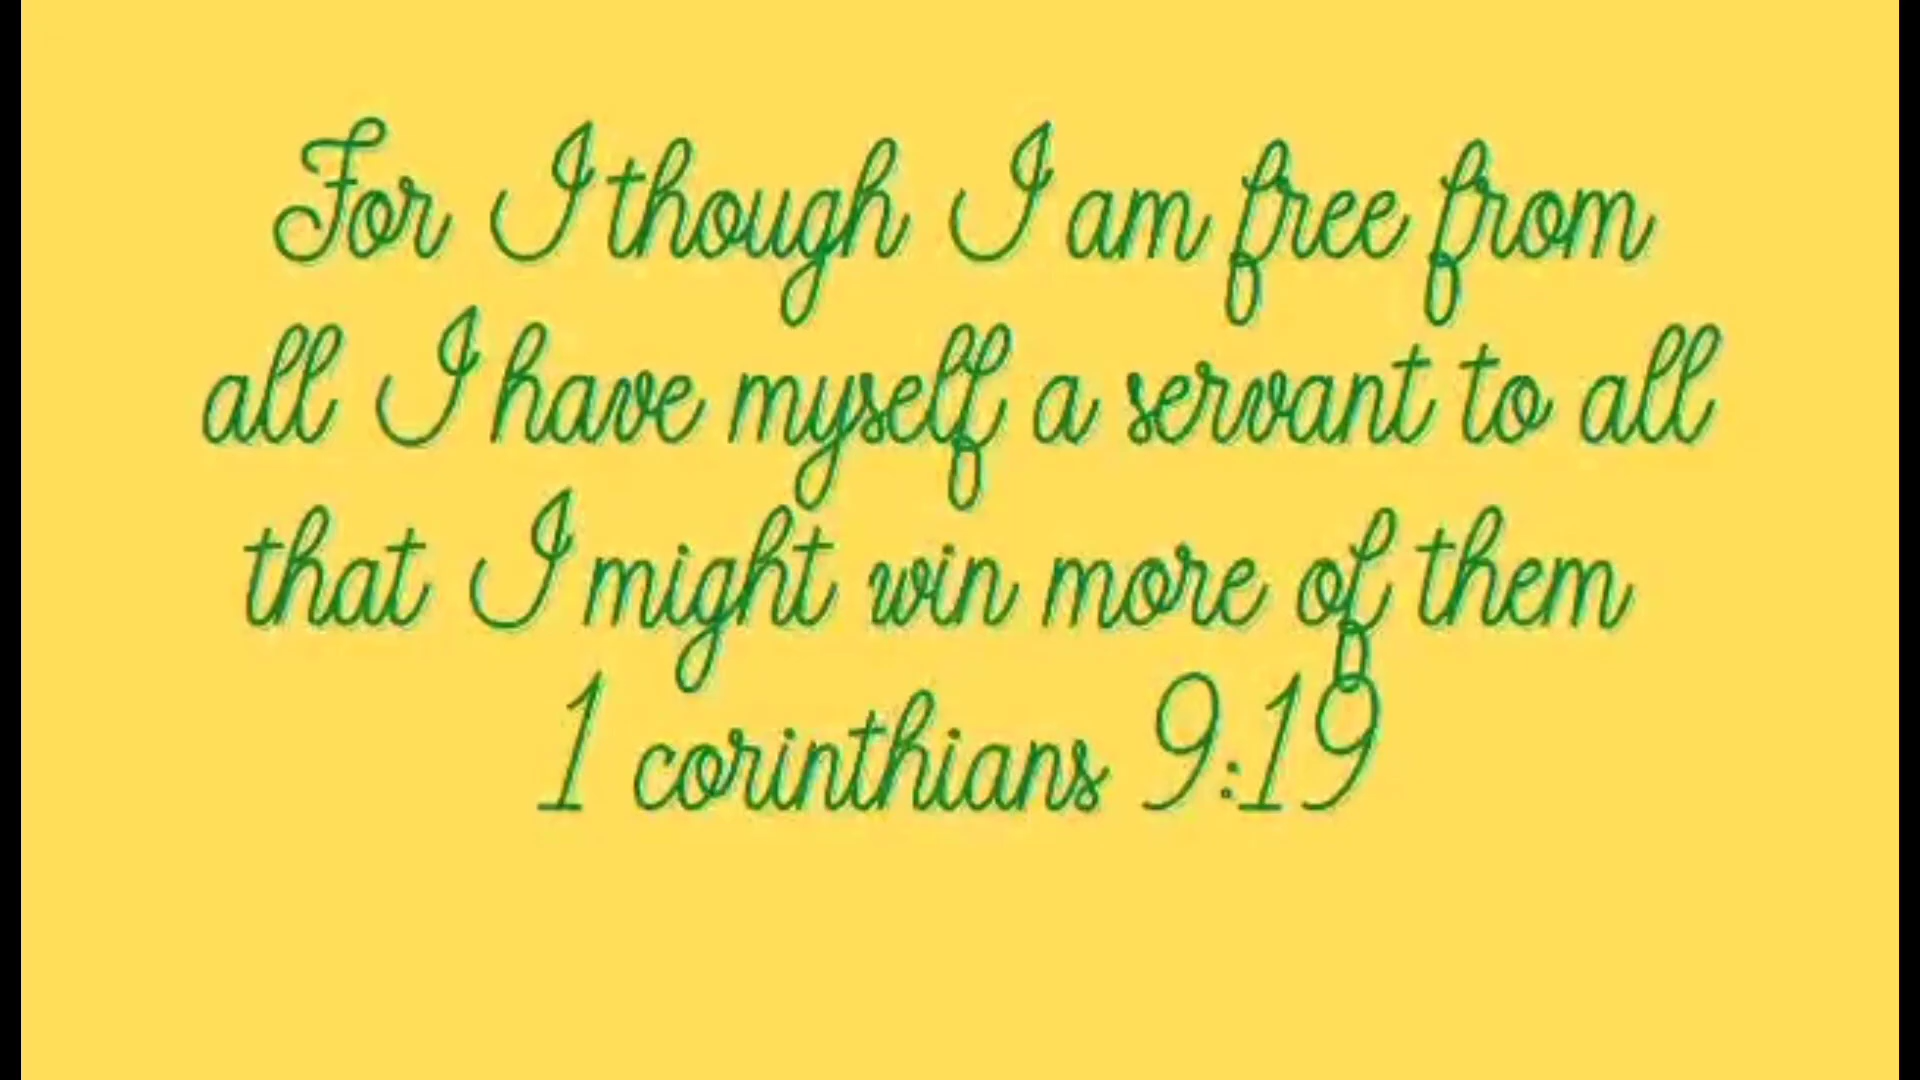 For I though I am free from
all I have myself a servant to all
that I might win more of them
1 corinthians 9:19